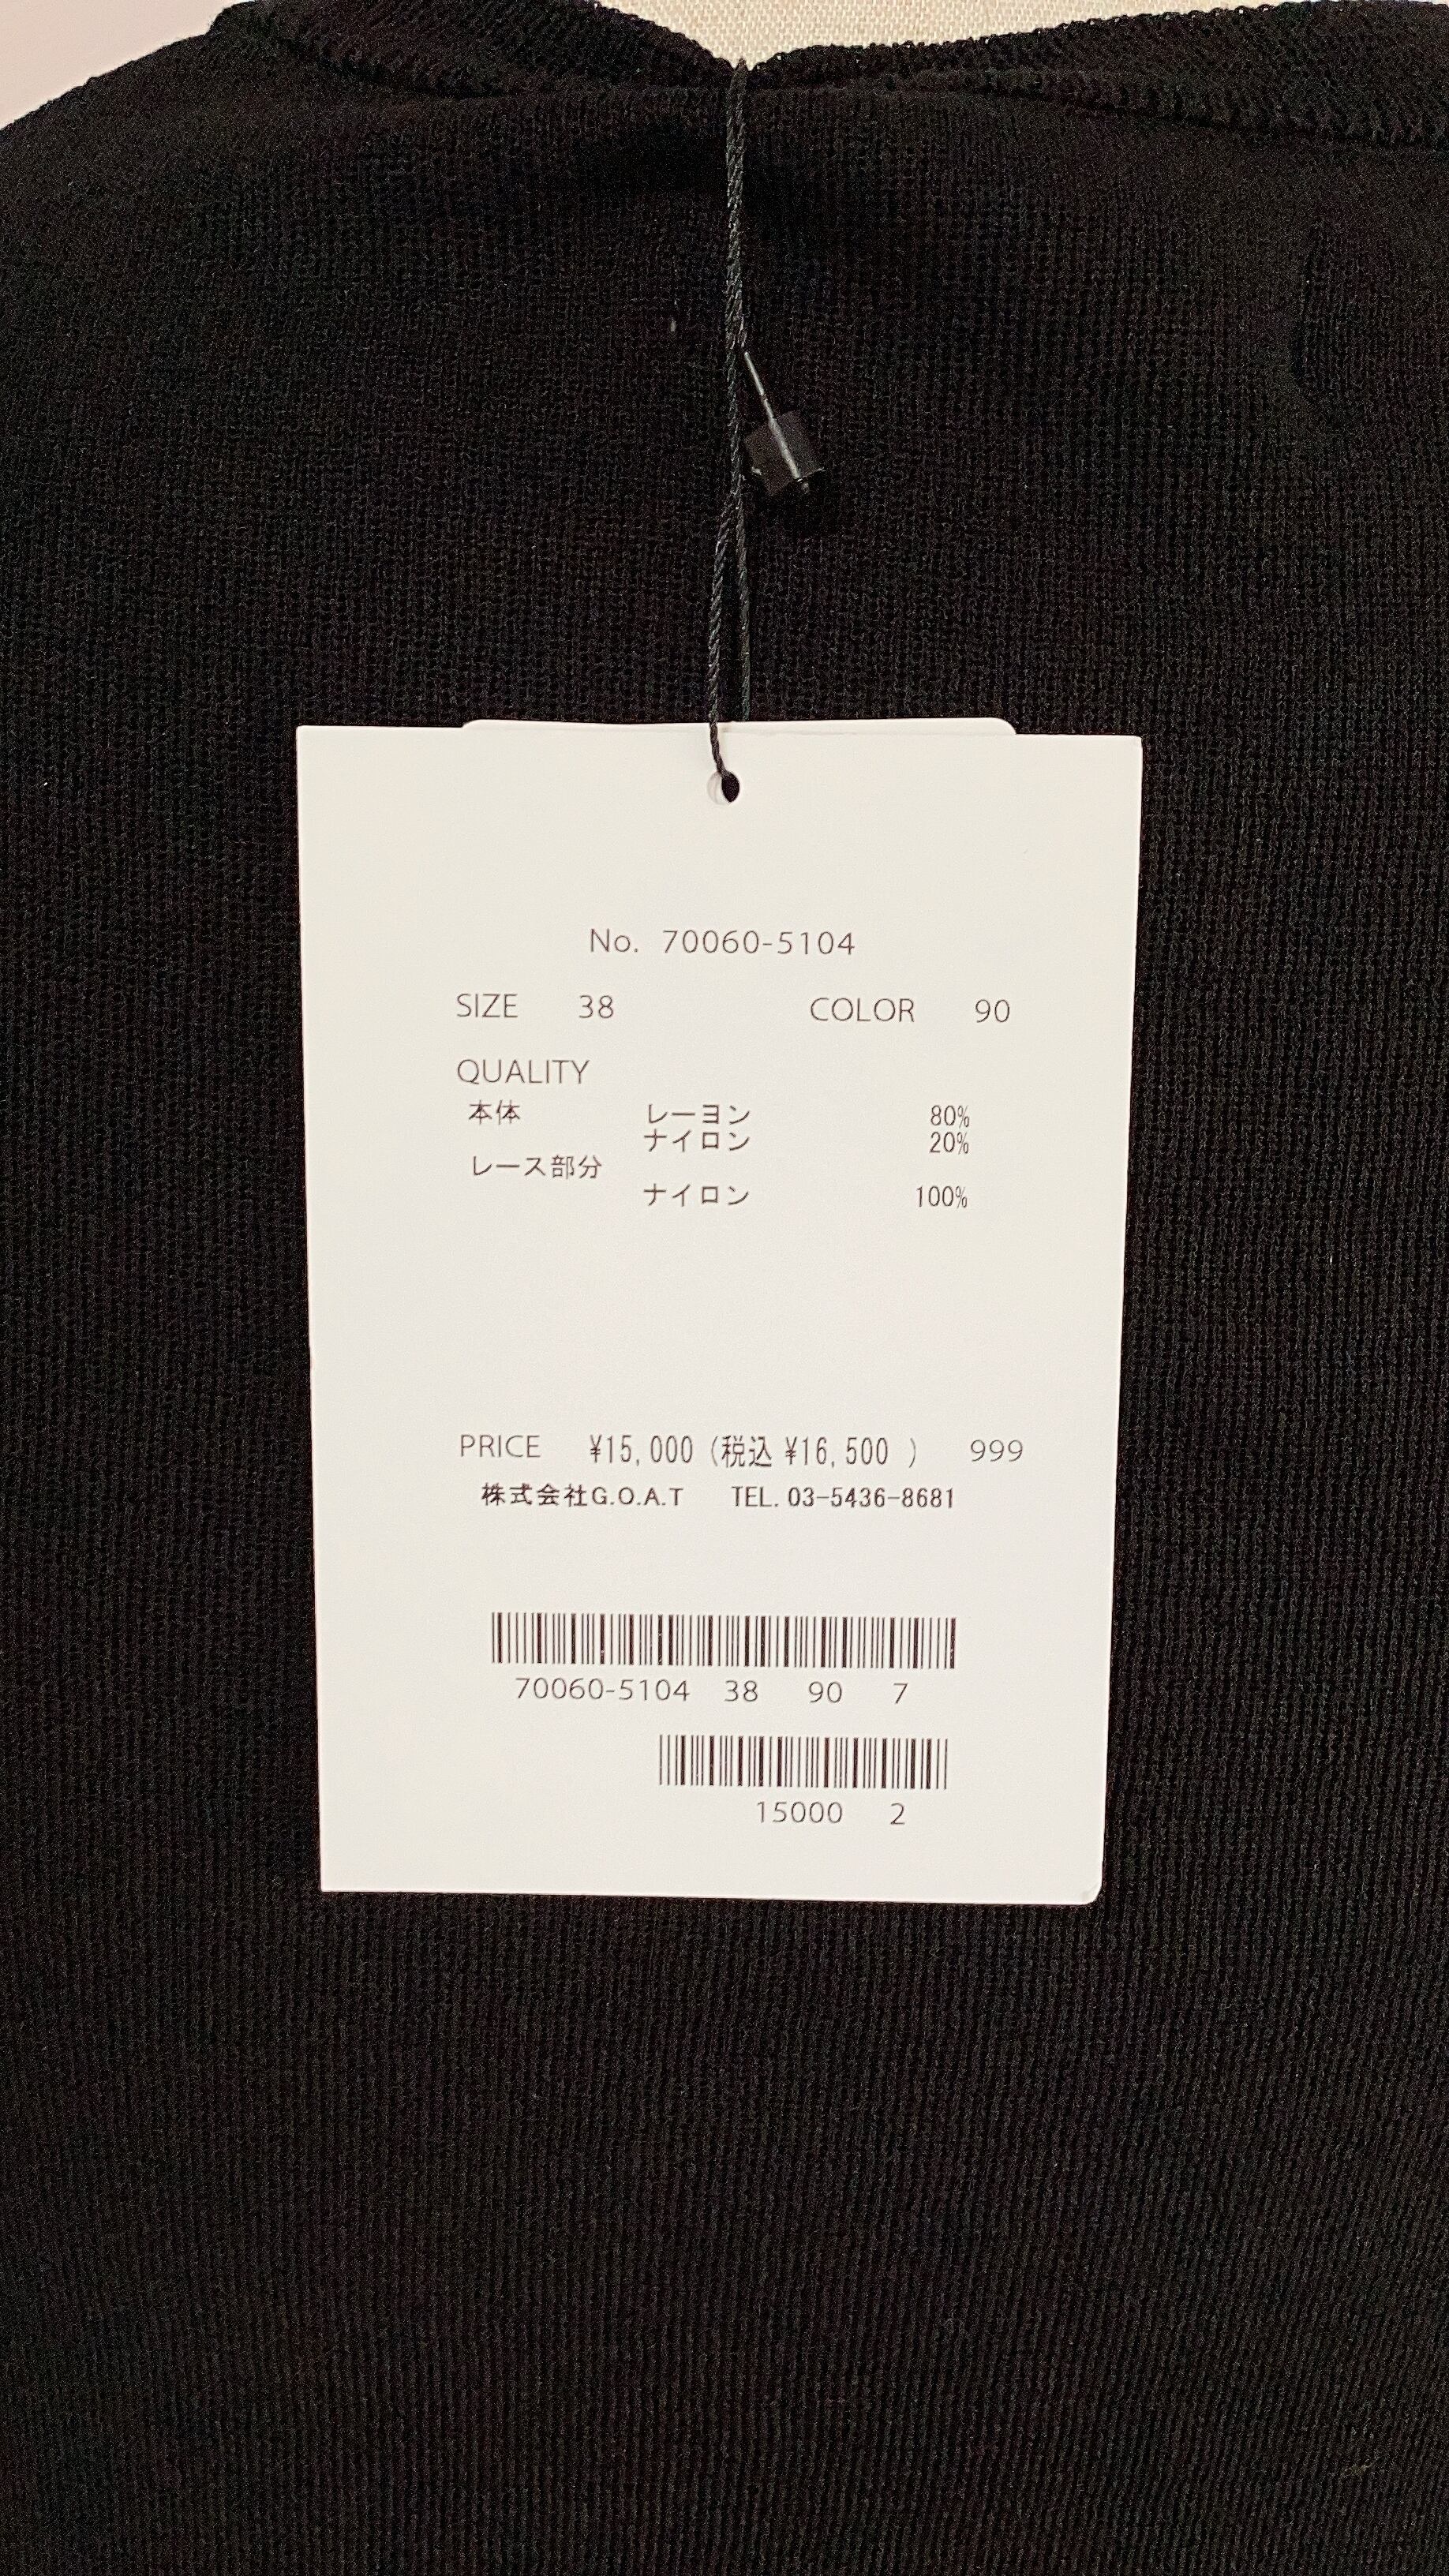 No. 70060-5104
SIZE 38 COLOR 90
QUALITY
本体 レーヨン 80%
ナイロン 20%
レース部分
ナイロン 100%
PRICE ¥15,000 (税込 ¥16,500 ) 999
株式会社G.O.A.T TEL. 03-5436-8681
70060-5104 38 90 7
15000 2